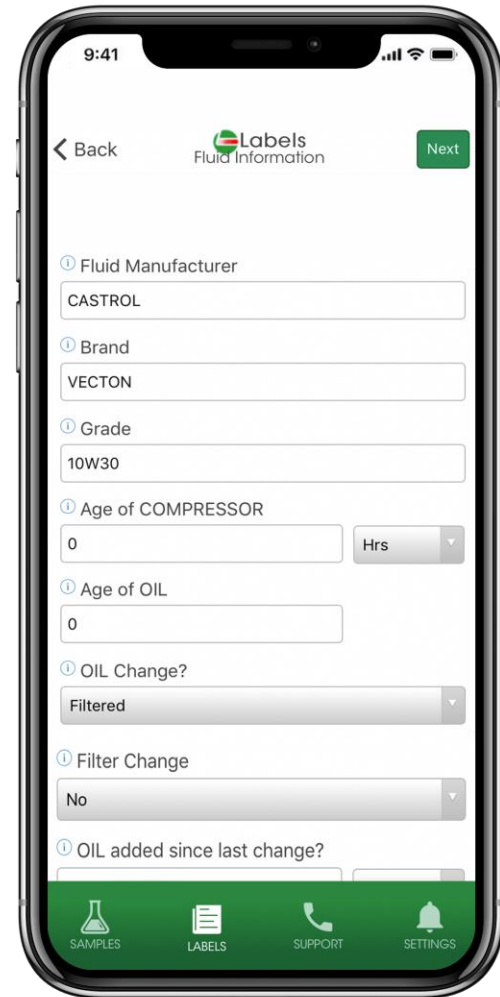 9:41
Back
Labels
Fluid Information
Next
Fluid Manufacturer
CASTROL
Brand
VECTON
Grade
10W30
Age of COMPRESSOR
0
Hrs
Age of OIL
0
OIL Change?
Filtered
Filter Change
No
OIL added since last change?
SAMPLES
LABELS
SUPPORT
SETTINGS